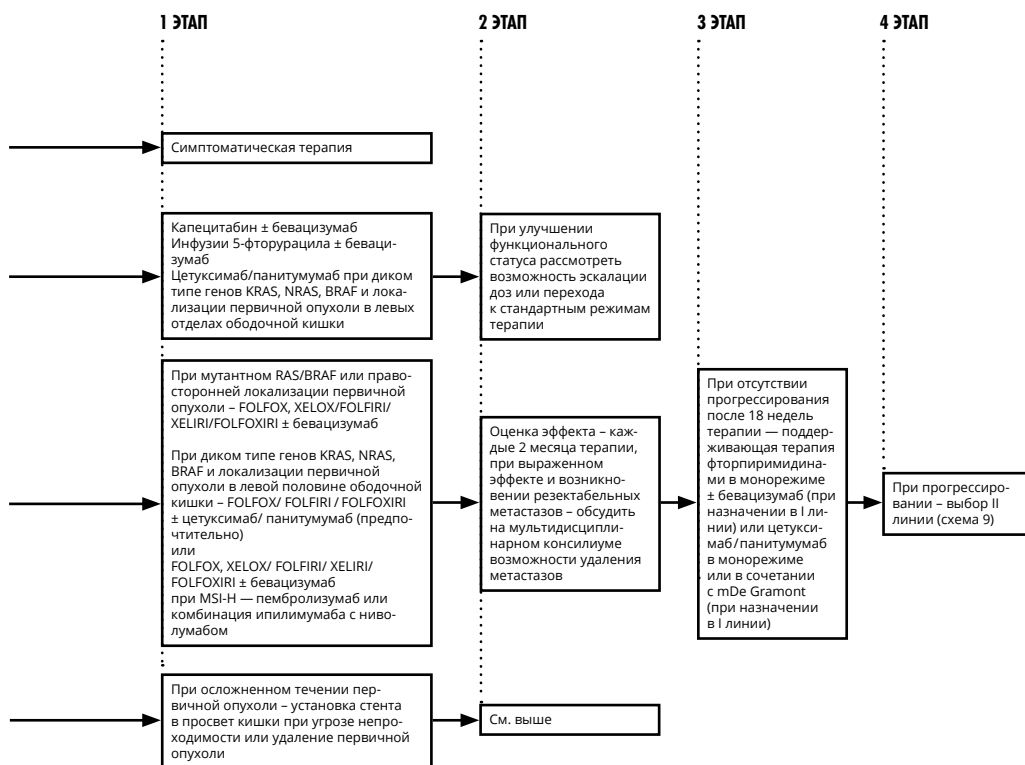 1 ЭТАП
2 ЭТАП
3 ЭТАП
4 ЭТАП
Симптоматическая терапия
Капецитабин ± бевацизумаб
Инфузии 5-фторурацила ± беваци-
зумаб
Цетуксимаб/панитумумаб при диком
типе генов KRAS, NRAS, BRAF и лока-
лизации первичной опухоли в левых
отделах ободочной кишки
При улучшении
функционального
статуса рассмотреть
возможность эскалации
доз или перехода
к стандартным режимам
терапии
При мутантном RAS/BRAF или право-
сторонней локализации первичной
опухоли – FOLFOX, XELOX/FOLFIRI/
XELIRI/FOLFOXIRI ± бевацизумаб
При диком типе генов KRAS, NRAS,
BRAF и локализации первичной
опухоли в левой половине ободочной
кишки – FOLFOX/ FOLFIRI / FOLFOXIRI
± цетуксимаб/ панитумумаб (предпо-
чтительно)
или
FOLFOX, XELOX/ FOLFIRI/ XELIRI/
FOLFOXIRI ± бевацизумаб
при MSI-H — пембролизумаб или
комбинация ипилимумаба с ниво-
лумабом
Оценка эффекта – каж-
дые 2 месяца терапии,
при выраженном
эффекте и возникно-
вении резектабельных
метастазов – обсудить
на мультидисципли-
нарном консилиуме
возможности удаления
метастазов
При отсутствии
прогрессирования
после 18 недель
терапии — поддер-
живающая терапия
фторпиримидина-
ми в монорежиме
± бевацизумаб (при
назначении в I ли-
нии) или цетукси-
маб/панитумумаб
в монорежиме
или в сочетании
с mDe Gramont
(при назначении
в I линии)
При прогрессиро-
вании – выбор II
линии (схема 9)
При осложненном течении пер-
вичной опухоли – установка стента
в просвет кишки при угрозе непро-
ходимости или удаление первичной
опухоли
См. выше